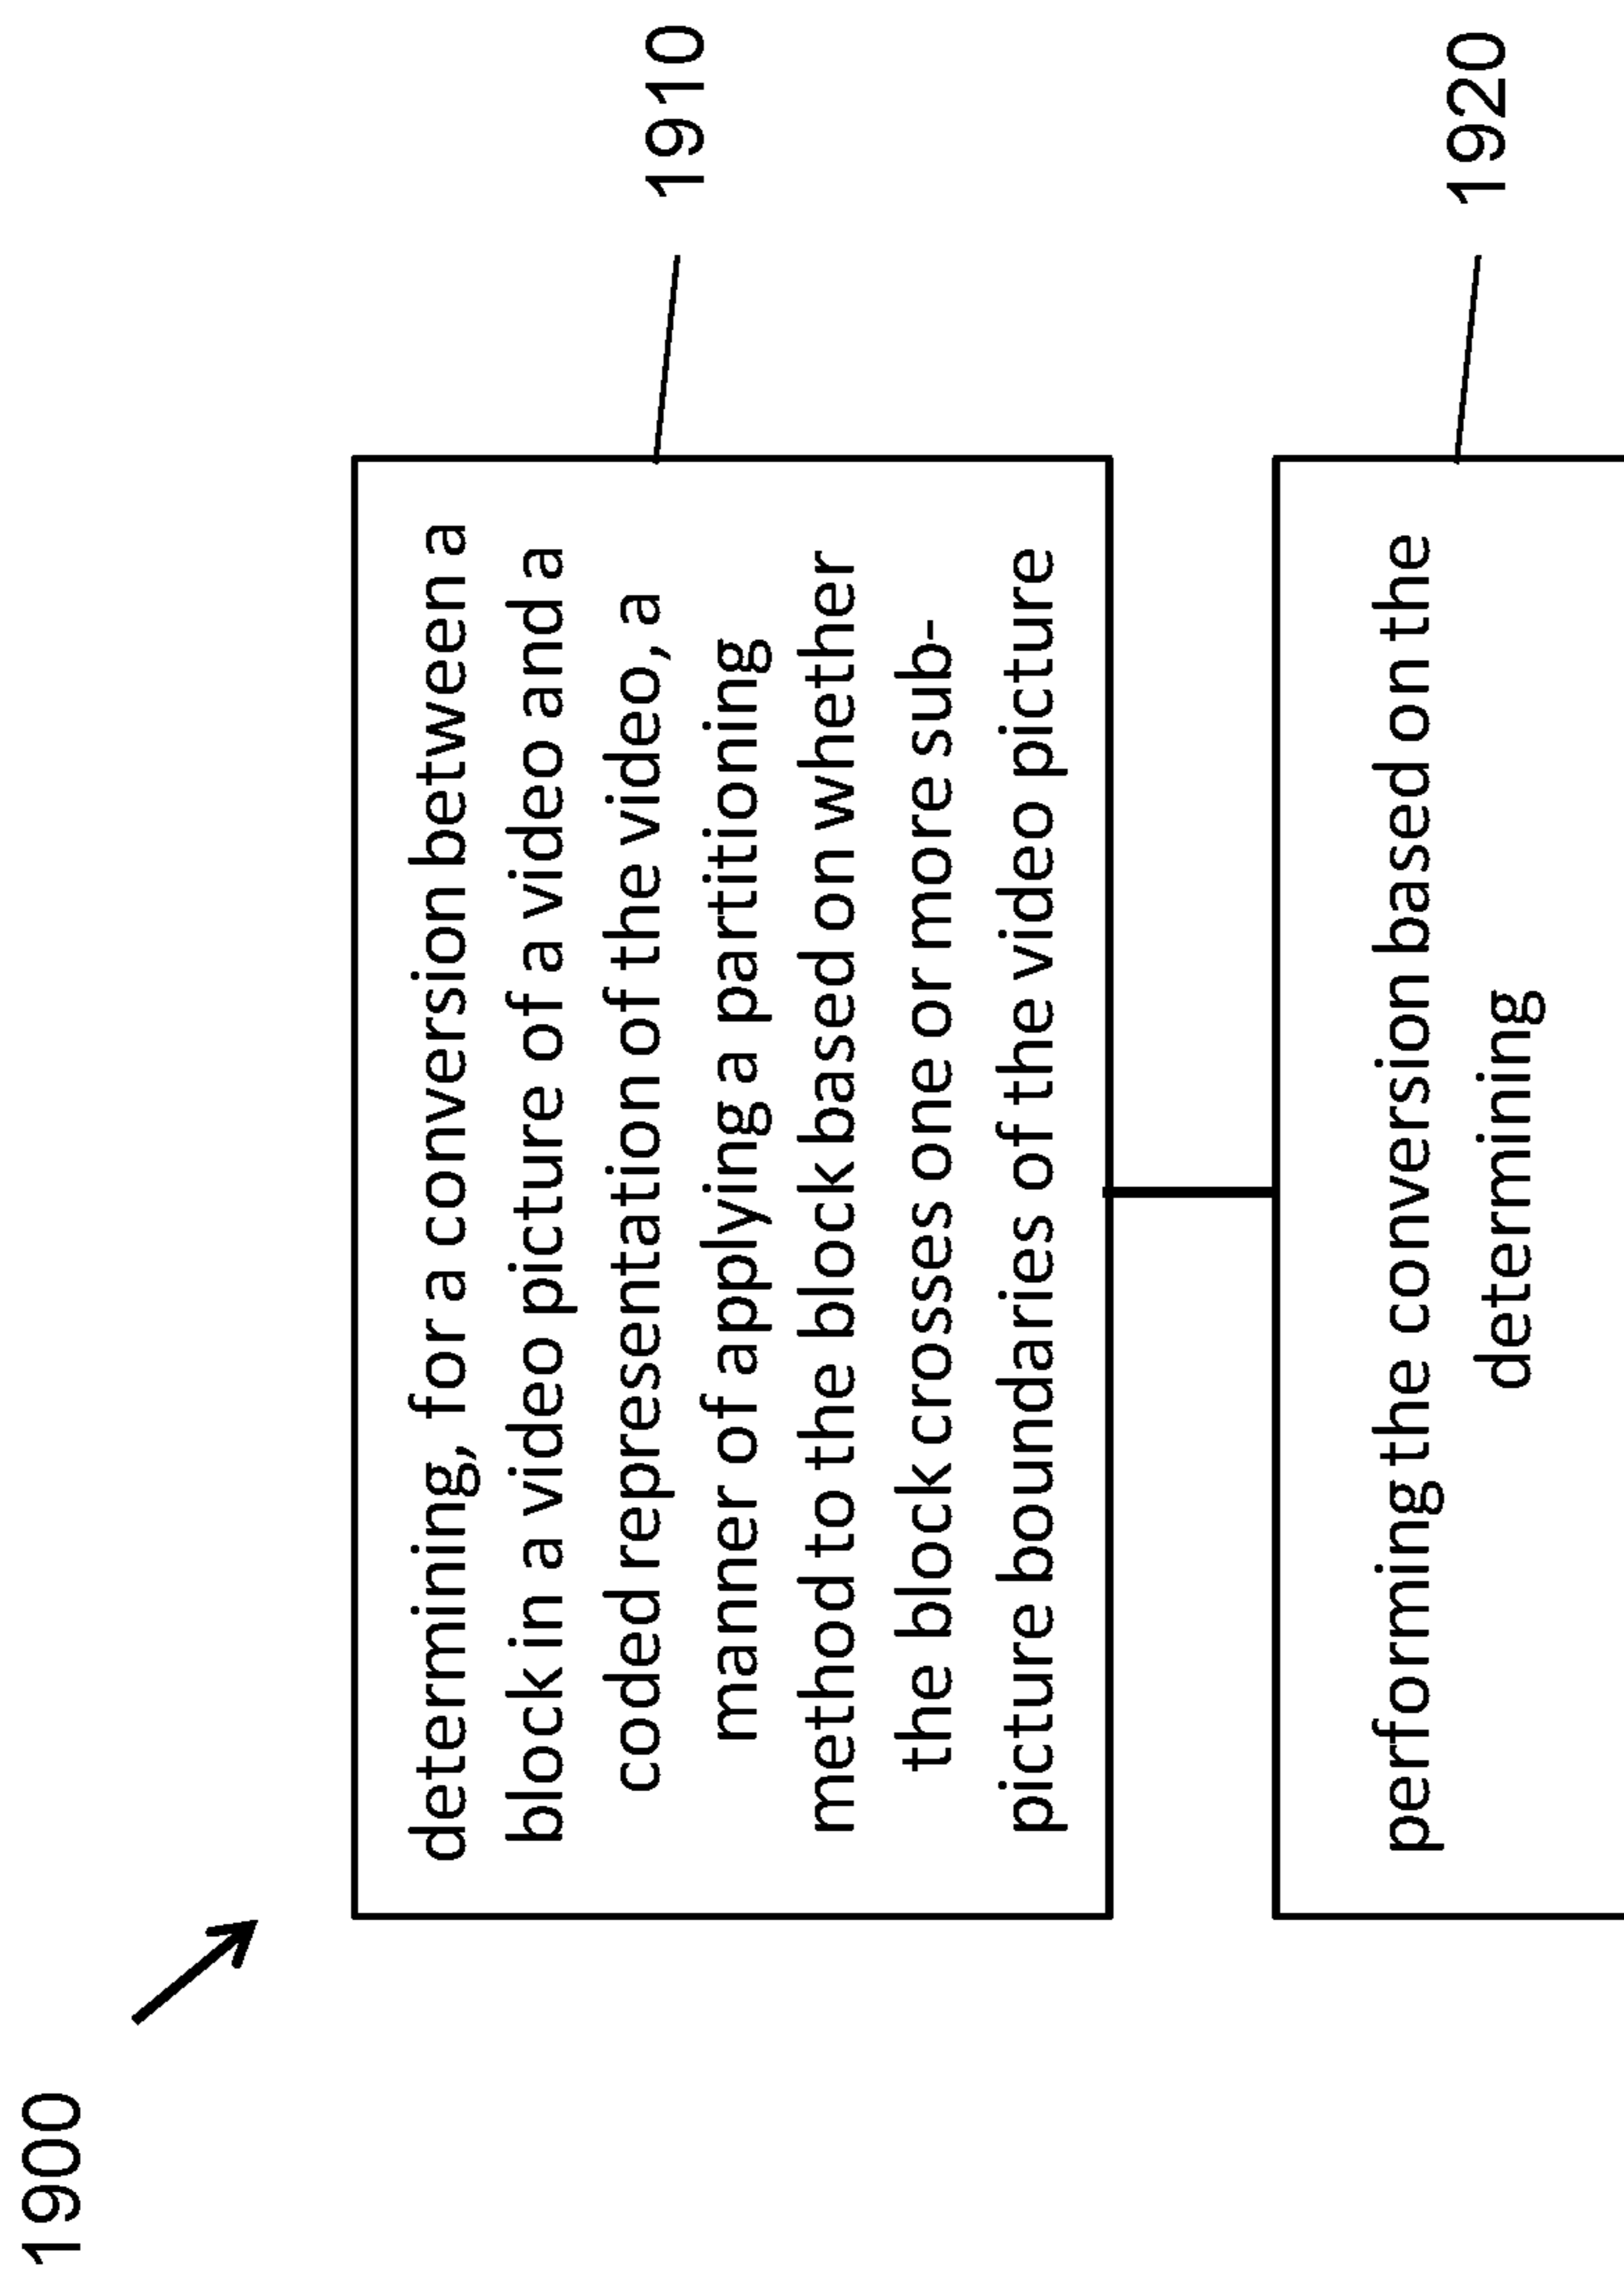 1900
determining, for a conversion between a
block in a video picture of a video and a
coded representation of the video, a
manner of applying a partitioning
method to the block based on whether
the block crosses one or more sub-
picture boundaries of the video picture
1910
performing the conversion based on the
determining
1920